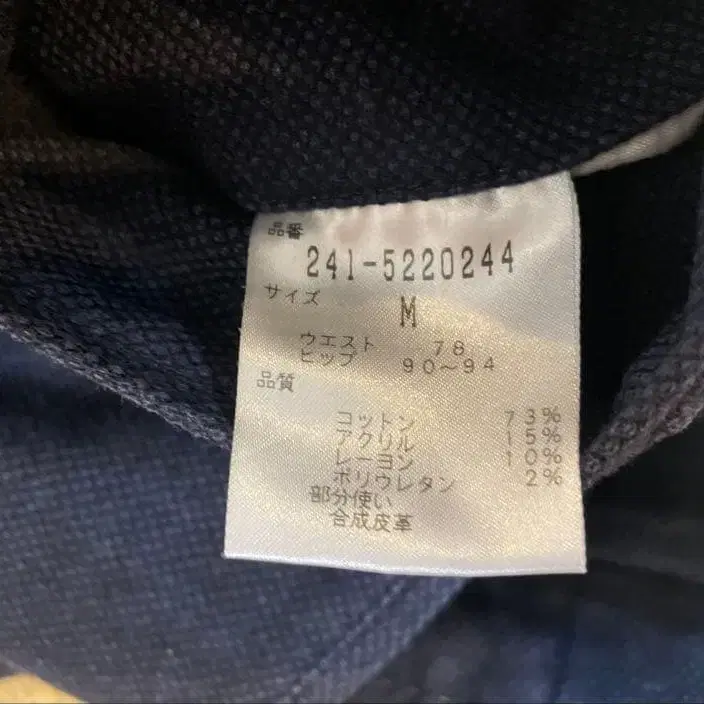 品番
241-5220244
サイズ
M
ウエスト 78
ヒップ 90～94
品質
コットン 73%
アクリル 15%
レーヨン 10%
ポリウレタン 2%
部分使い
合成皮革